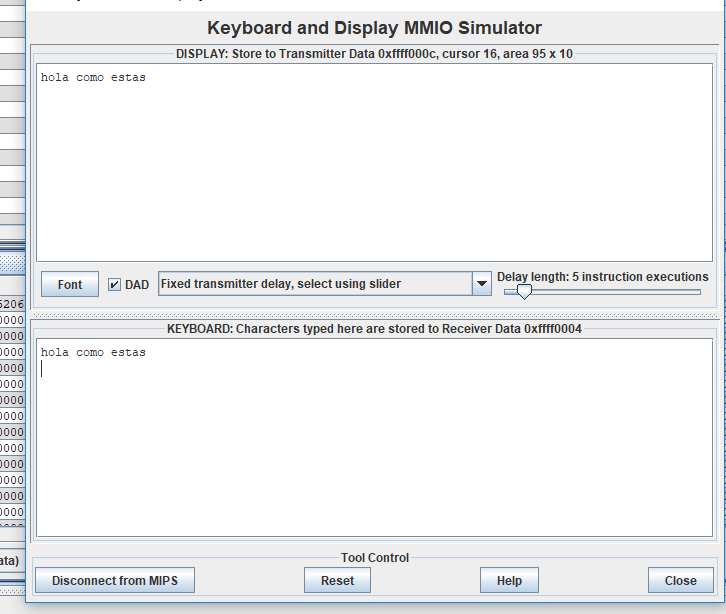 Keyboard and Display MMIO Simulator
DISPLAY: Store to Transmitter Data 0xffff000c, cursor 16, area 95 x 10
hola como estas
Font
DAD
Fixed transmitter delay, select using slider
Delay length: 5 instruction executions
KEYBOARD: Characters typed here are stored to Receiver Data 0xffff0004
hola como estas
5206
0000
0000
0000
0000
0000
0000
0000
0000
0000
0000
0000
0000
0000
ata)
Tool Control
Disconnect from MIPS
Reset
Help
Close